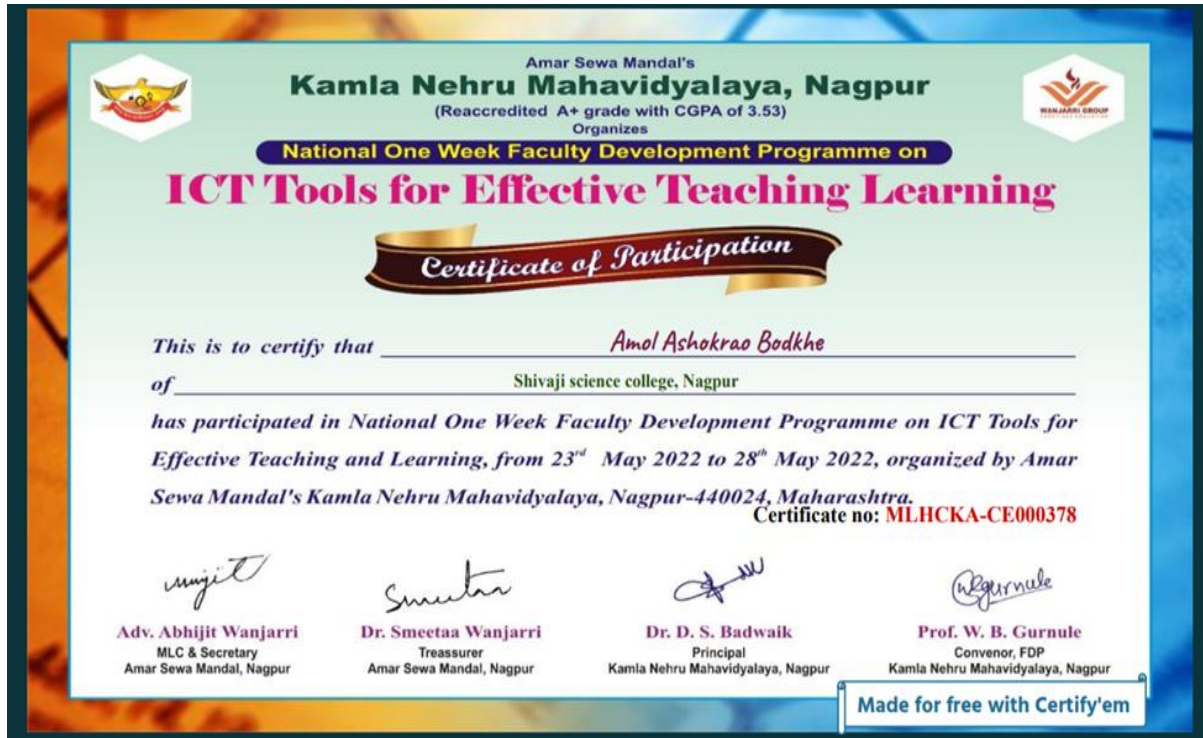 Amar Sewa Mandal's
Kamla Nehru Mahavidyalaya, Nagpur
(Reaccredited A+ grade with CGPA of 3.53)
Organizes
National One Week Faculty Development Programme on
ICT Tools for Effective Teaching Learning
WANJARRI GROUP
Certificate of Participation
This is to certify that Amol Ashokrao Bodkhe
of Shivaji science college, Nagpur
has participated in National One Week Faculty Development Programme on ICT Tools for
Effective Teaching and Learning, from 23rd May 2022 to 28th May 2022, organized by Amar
Sewa Mandal's Kamla Nehru Mahavidyalaya, Nagpur-440024, Maharashtra.
Certificate no: MLHCKA-CE000378
Adv. Abhijit Wanjarri Dr. Smeetaa Wanjarri Dr. D. S. Badwaik Prof. W. B. Gurnule
MLC & Secretary Treassurer Principal Convenor, FDP
Amar Sewa Mandal, Nagpur Amar Sewa Mandal, Nagpur Kamla Nehru Mahavidyalaya, Nagpur Kamla Nehru Mahavidyalaya, Nagpur
Made for free with Certify'em